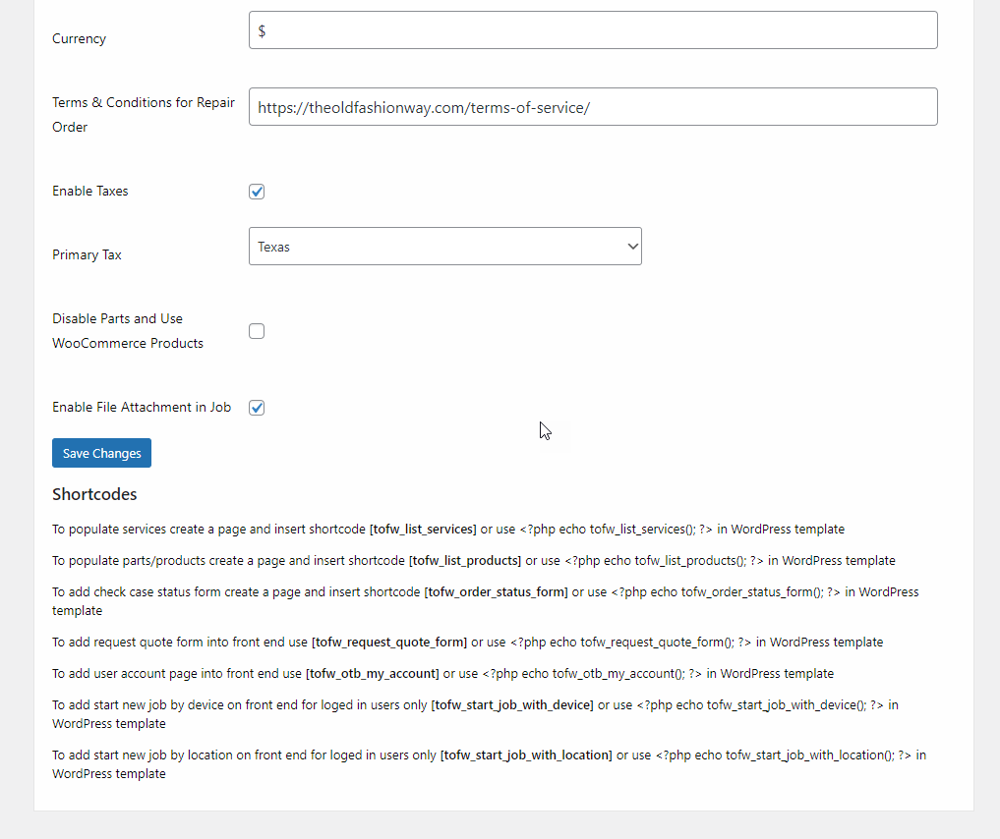 Currency
$
Terms & Conditions for Repair
Order
https://theoldfashionway.com/terms-of-service/
Enable Taxes
Primary Tax
Texas
Disable Parts and Use
WooCommerce Products
Enable File Attachment in Job
Save Changes
Shortcodes
To populate services create a page and insert shortcode [tofw_list_services] or use <?php echo tofw_list_services(); ?> in WordPress template
To populate parts/products create a page and insert shortcode [tofw_list_products] or use <?php echo tofw_list_products(); ?> in WordPress template
To add check case status form create a page and insert shortcode [tofw_order_status_form] or use <?php echo tofw_order_status_form(); ?> in WordPress
template
To add request quote form into front end use [tofw_request_quote_form] or use <?php echo tofw_request_quote_form(); ?> in WordPress template
To add user account page into front end use [tofw_otb_my_account] or use <?php echo tofw_otb_my_account(); ?> in WordPress template
To add start new job by device on front end for loged in users only [tofw_start_job_with_device] or use <?php echo tofw_start_job_with_device(); ?> in
WordPress template
To add start new job by location on front end for loged in users only [tofw_start_job_with_location] or use <?php echo tofw_start_job_with_location(); ?> in
WordPress template